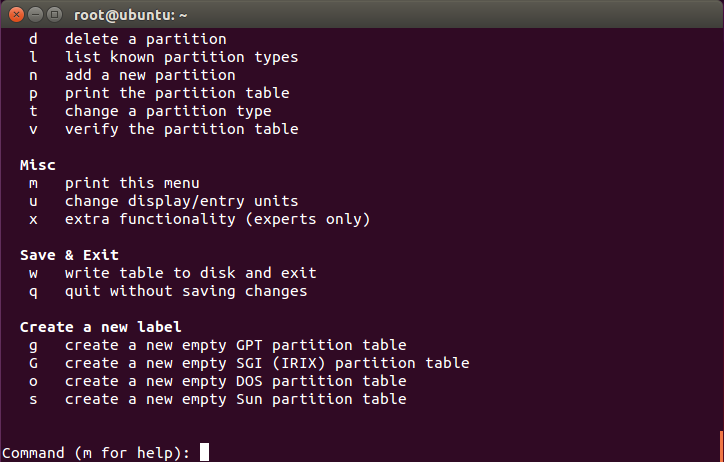 root@ubuntu: ~
d   delete a partition
l   list known partition types
n   add a new partition
p   print the partition table
t   change a partition type
v   verify the partition table
Misc
m   print this menu
u   change display/entry units
x   extra functionality (experts only)
Save & Exit
w   write table to disk and exit
q   quit without saving changes
Create a new label
g   create a new empty GPT partition table
G   create a new empty SGI (IRIX) partition table
o   create a new empty DOS partition table
s   create a new empty Sun partition table
Command (m for help):